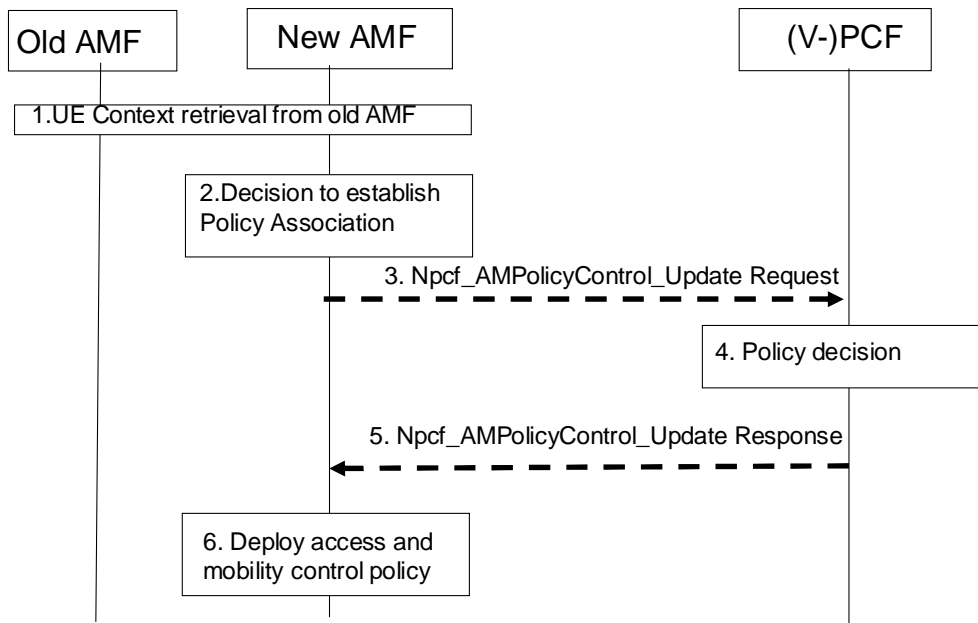 Old AMF
New AMF
(V-)PCF
1.UE Context retrieval from old AMF
2.Decision to establish
Policy Association
3. Npcf_AMPolicyControl_Update Request
4. Policy decision
5. Npcf_AMPolicyControl_Update Response
6. Deploy access and
mobility control policy